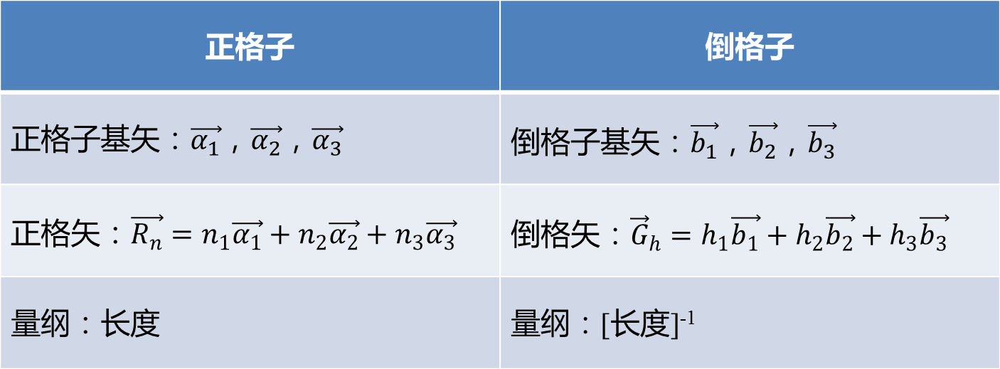 正格子
倒格子
正格子基矢：$\overrightarrow{\alpha_1}$ , $\overrightarrow{\alpha_2}$ , $\overrightarrow{\alpha_3}$
倒格子基矢：$\overrightarrow{b_1}$ , $\overrightarrow{b_2}$ , $\overrightarrow{b_3}$
正格矢：$\overrightarrow{R_n} = n_1\overrightarrow{\alpha_1} + n_2\overrightarrow{\alpha_2} + n_3\overrightarrow{\alpha_3}$
倒格矢：$\overrightarrow{G}_h = h_1\overrightarrow{b_1} + h_2\overrightarrow{b_2} + h_3\overrightarrow{b_3}$
量纲：长度
量纲：[长度]$^{-1}$